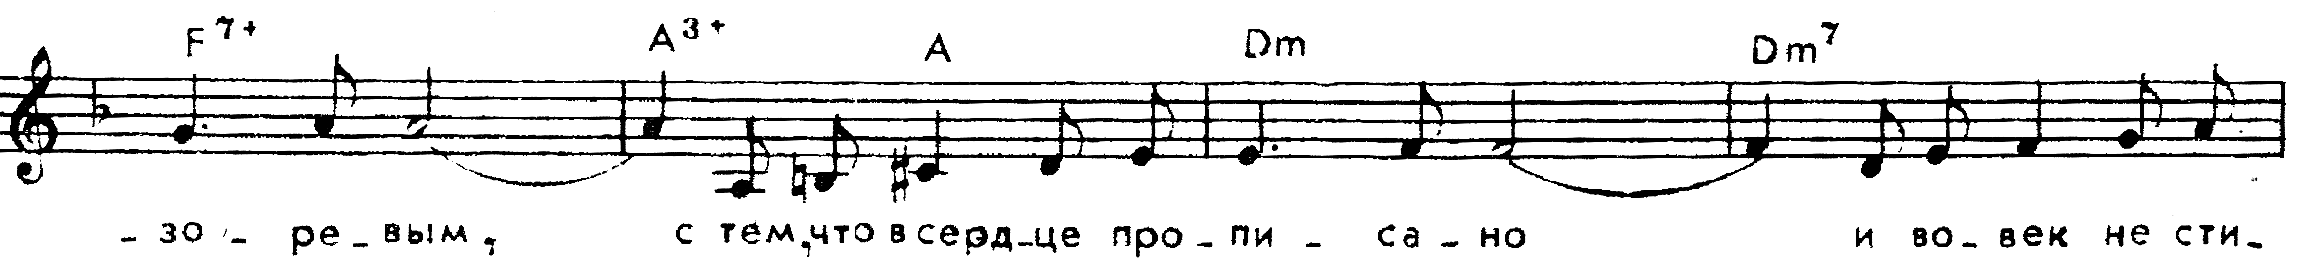 F7+ A3+ A Dm Dm7
- зо - ре - вым, с тем, что в серд - це про - пи - са - но и во - век не сти -